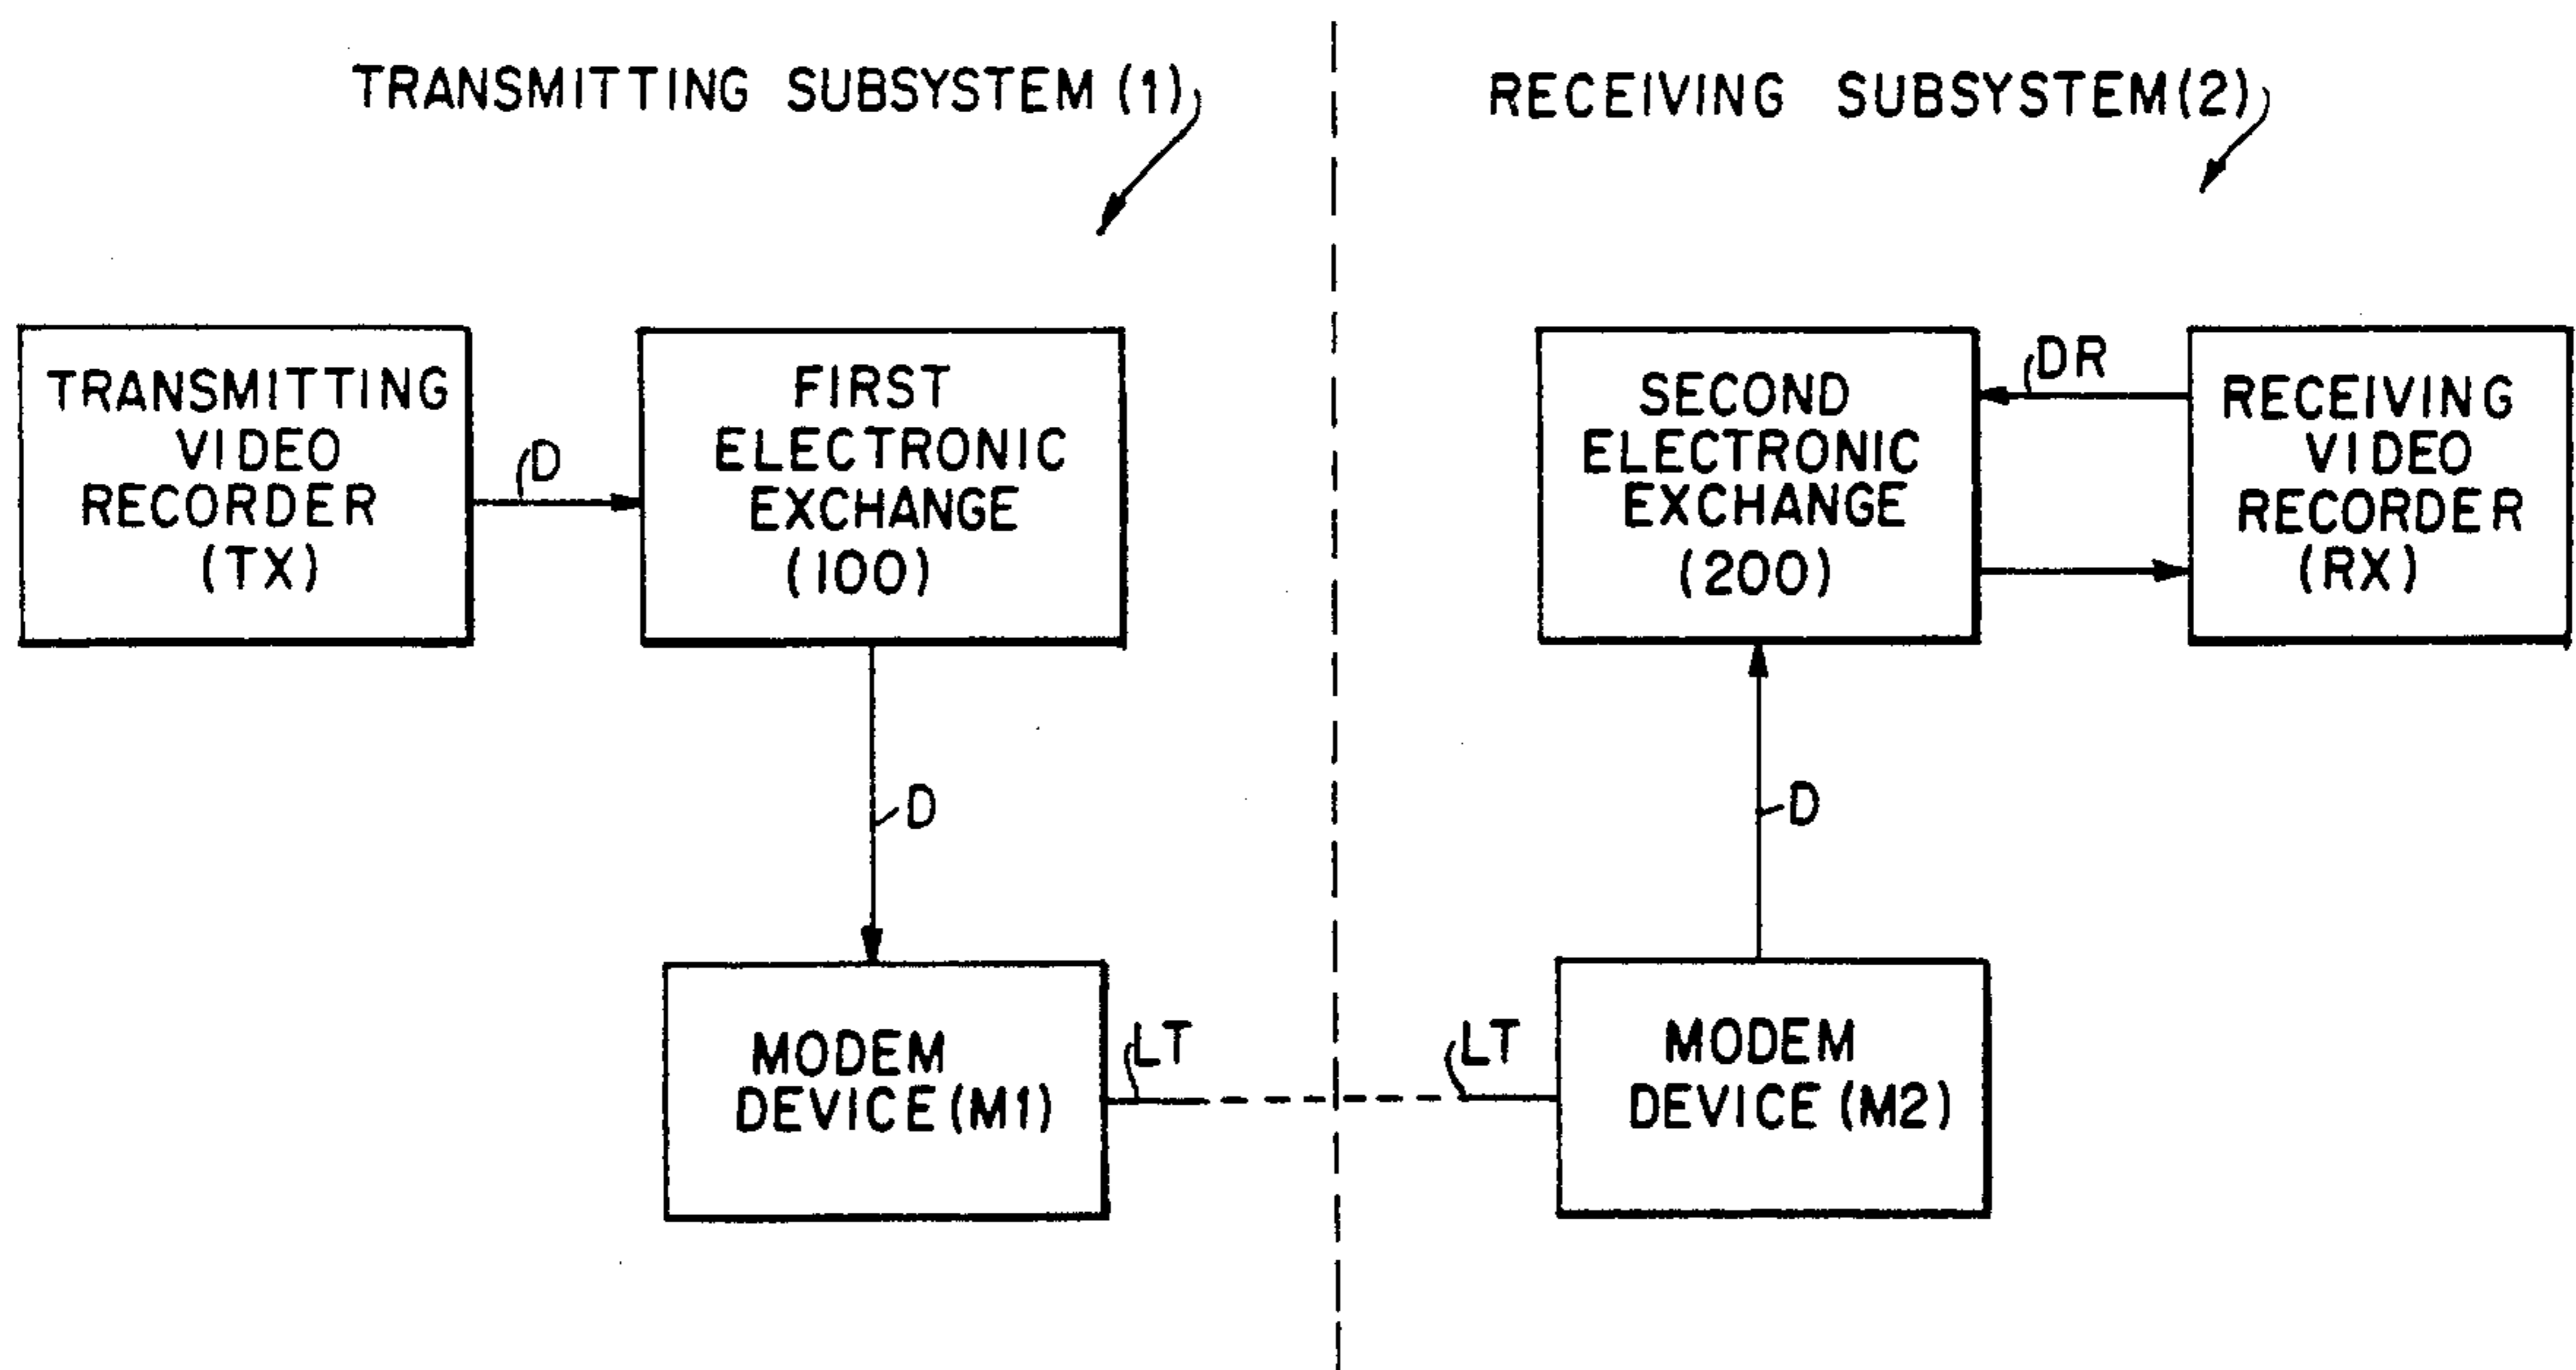 TRANSMITTING SUBSYSTEM (1)
RECEIVING SUBSYSTEM (2)
TRANSMITTING
VIDEO
RECORDER
(TX)
D
FIRST
ELECTRONIC
EXCHANGE
(100)
D
MODEM
DEVICE (M1)
LT
SECOND
ELECTRONIC
EXCHANGE
(200)
DR
RECEIVING
VIDEO
RECORDER
(RX)
D
LT
MODEM
DEVICE (M2)